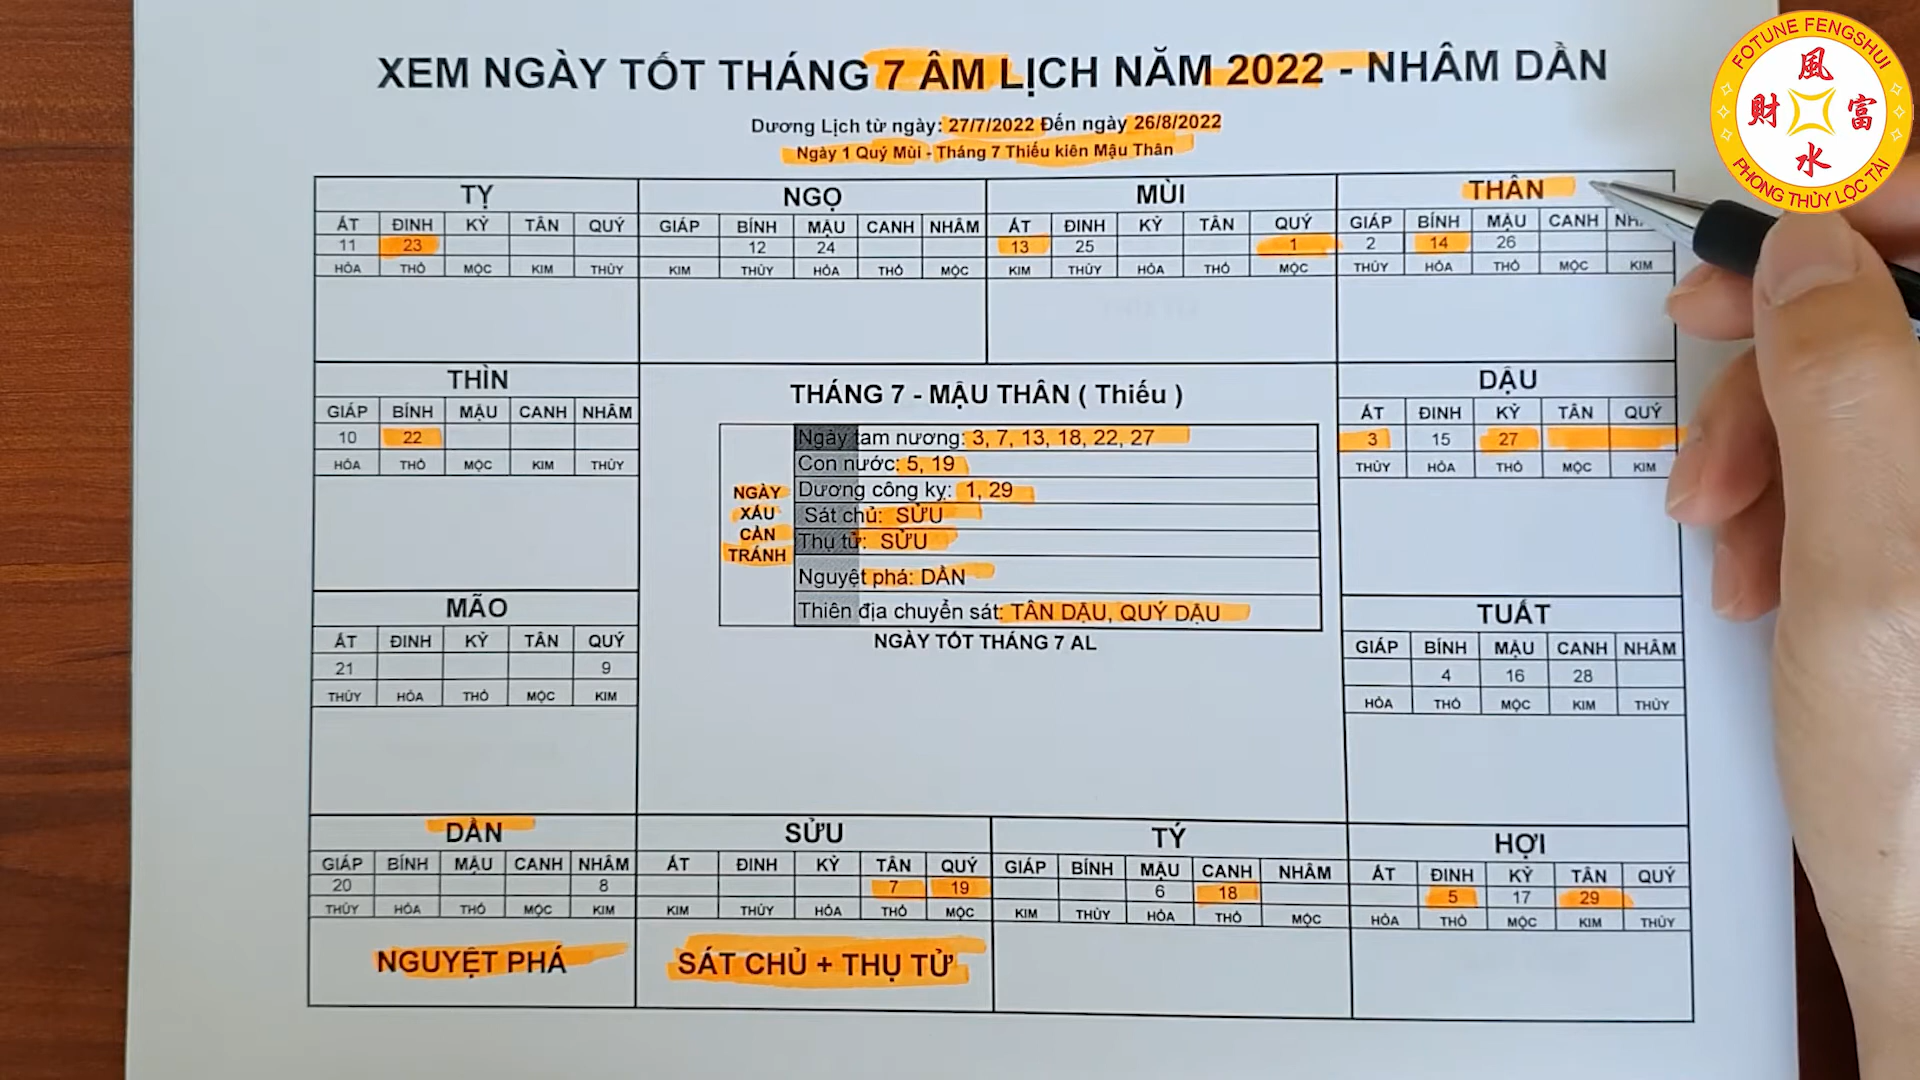 XEM NGÀY TỐT THÁNG 7 ÂM LỊCH NĂM 2022 - NHÂM DẦN
Dương Lịch từ ngày: 27/7/2022 Đến ngày 26/8/2022
Ngày 1 Quý Mùi - Tháng 7 Thiếu kiên Mậu Thân
FOTUNE FENGSHUI
風
財 富
水
PHONG THỦY LỘC TÀI
TỴ
ẤT ĐINH KỶ TÂN QUÝ
11 23
HỎA THỔ MỘC KIM THỦY
NGỌ
GIÁP BÍNH MẬU CANH NHÂM
12 24
KIM THỦY HỎA THỔ MỘC
MÙI
ẤT ĐINH KỶ TÂN QUÝ
13 25 1
KIM THỦY HỎA THỔ MỘC
THÂN
GIÁP BÍNH MẬU CANH
2 14 26
THỦY HỎA THỔ MỘC KIM
THÌN
GIÁP BÍNH MẬU CANH NHÂM
10 22
HỎA THỔ MỘC KIM THỦY
THÁNG 7 - MẬU THÂN ( Thiếu )
NGÀY
XẤU
CẦN
TRÁNH
Ngày tam nương: 3, 7, 13, 18, 22, 27
Con nước: 5, 19
Dương công kỵ: 1, 29
Sát chủ: SỬU
Thụ tử: SỬU
Nguyệt phá: DẦN
Thiên địa chuyển sát: TÂN DẬU, QUÝ DẬU
NGÀY TỐT THÁNG 7 AL
DẬU
ẤT ĐINH KỶ TÂN QUÝ
3 15 27
THỦY HỎA THỔ MỘC KIM
MÃO
ẤT ĐINH KỶ TÂN QUÝ
21 9
THỦY HỎA THỔ MỘC KIM
TUẤT
GIÁP BÍNH MẬU CANH NHÂM
4 16 28
HỎA THỔ MỘC KIM THỦY
DẦN
GIÁP BÍNH MẬU CANH NHÂM
20 8
THỦY HỎA THỔ MỘC KIM
NGUYỆT PHÁ
SỬU
ẤT ĐINH KỶ TÂN QUÝ
7 19
KIM THỦY HỎA THỔ MỘC
SÁT CHỦ + THỤ TỬ
TÝ
GIÁP BÍNH MẬU CANH NHÂM
6 18
KIM THỦY HỎA THỔ MỘC
HỢI
ẤT ĐINH KỶ TÂN QUÝ
5 17 29
HỎA THỔ MỘC KIM THỦY